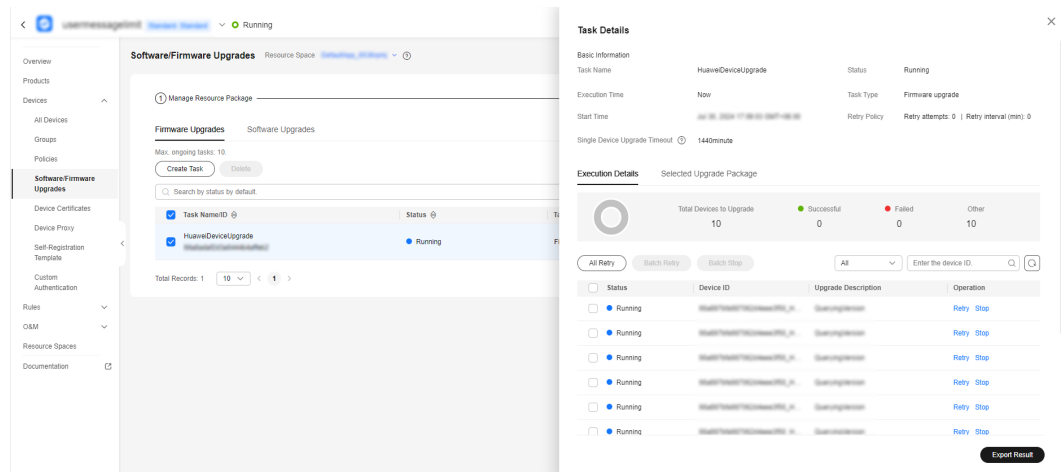 usermessagelimit
Running
Overview
Products
Devices
All Devices
Groups
Policies
Software/Firmware
Upgrades
Device Certificates
Device Proxy
Self-Registration
Template
Custom
Authentication
Rules
O&M
Resource Spaces
Documentation
Software/Firmware Upgrades Resource Space
1 Manage Resource Package
Firmware Upgrades Software Upgrades
Max. ongoing tasks: 10.
Create Task Delete
Search by status by default.
Task Name/ID Status Ta
HuaweiDeviceUpgrade
Running Fi
Total Records: 1 10 < 1 >
Task Details
Basic Information
Task Name HuaweiDeviceUpgrade Status Running
Execution Time Now Task Type Firmware upgrade
Start Time Retry Policy Retry attempts: 0 | Retry interval (min): 0
Single Device Upgrade Timeout 1440minute
Execution Details Selected Upgrade Package
Total Devices to Upgrade Successful Failed Other
10 0 0 10
All Retry Batch Retry Batch Stop All Enter the device ID.
Status Device ID Upgrade Description Operation
Running Retry Stop
Running Retry Stop
Running Retry Stop
Running Retry Stop
Running Retry Stop
Running Retry Stop
Export Result